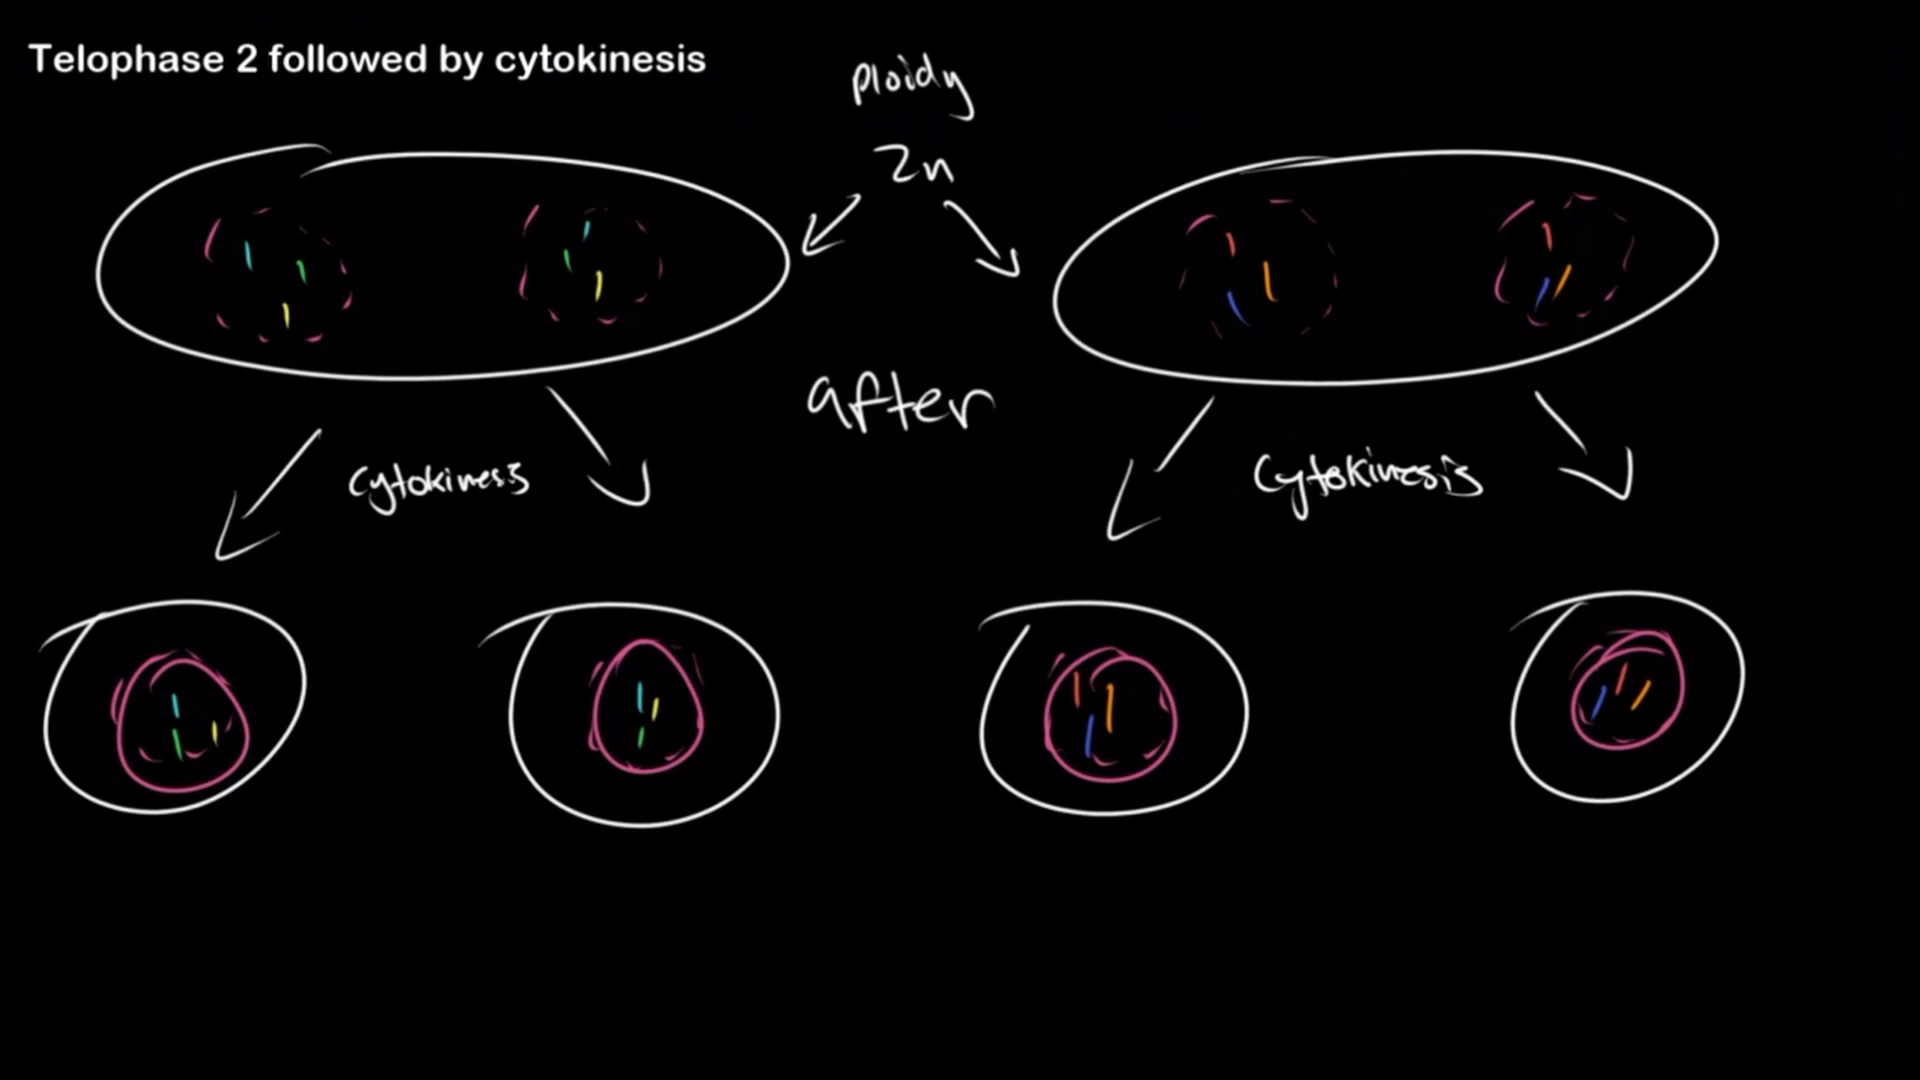 Telophase 2 followed by cytokinesis
ploidy
2n
after
Cytokinesis
Cytokinesis